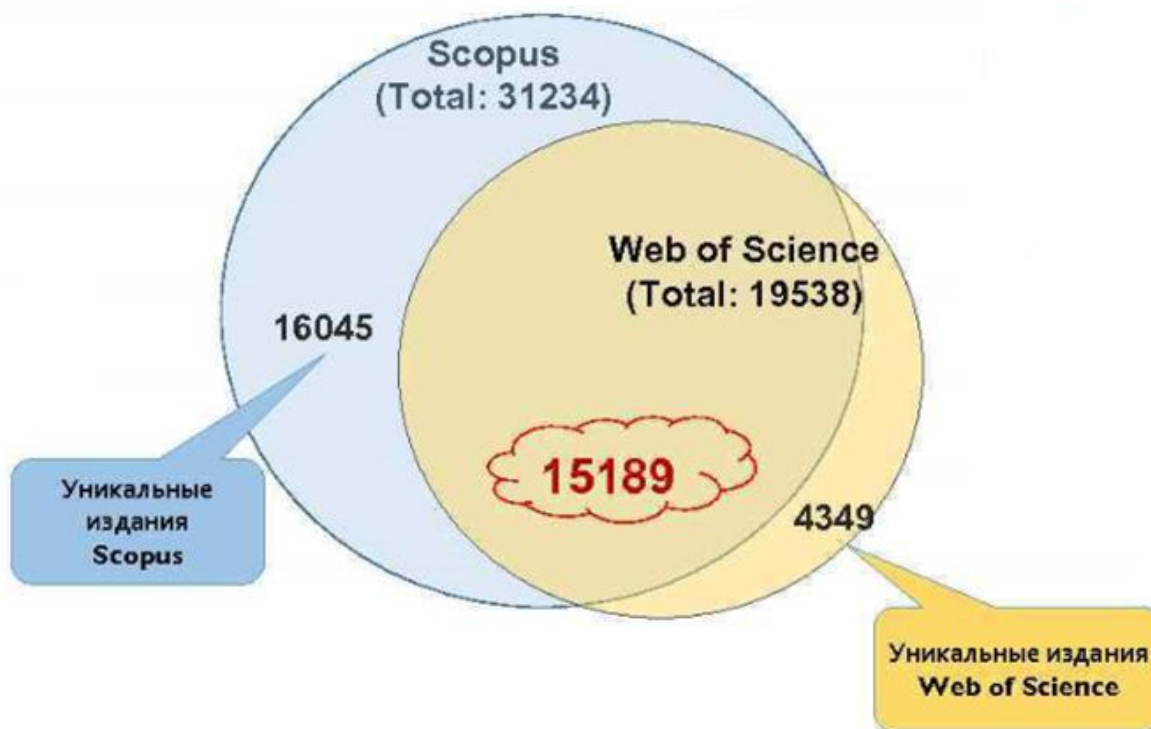 Scopus
(Total: 31234)
Web of Science
(Total: 19538)
16045
15189
4349
Уникальные
издания
Scopus
Уникальные издания
Web of Science